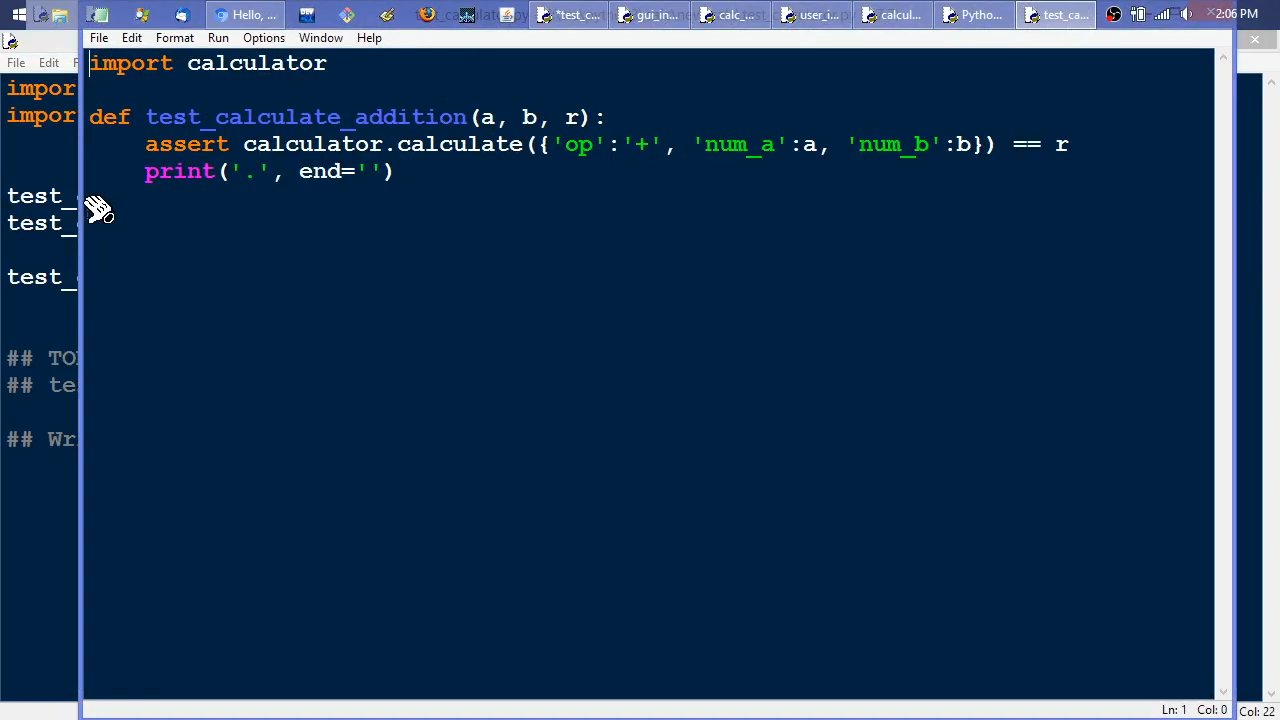 Hello, ...
*test_c...
gui_in...
calc_...
user_i...
calcul...
Pytho...
test_ca...
2:06 PM
File Edit Format Run Options Window Help
File Edit
import calculator
impor
impor
def test_calculate_addition(a, b, r):
assert calculator.calculate({'op':'+', 'num_a':a, 'num_b':b}) == r
print('.', end='')
test_
test_
test_
## TO
## te
## Wr
Ln: 1 Col: 0
Col: 22